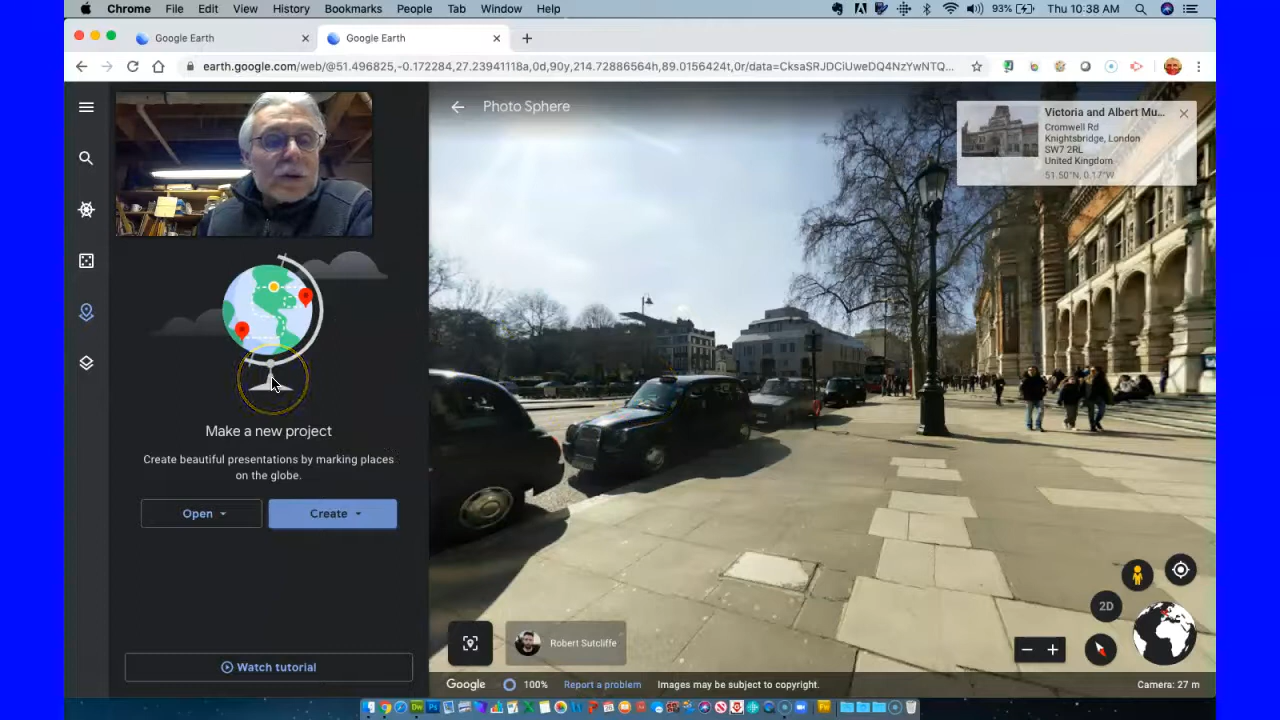 Chrome File Edit View History Bookmarks People Tab Window Help 93% Thu 10:38 AM
Google Earth
Google Earth
earth.google.com/web/@51.496825,-0.172284,27.23941118a,0d,90y,214.72886564h,89.0156424t,0r/data=CksaSRJDCiUweDQ4NzYwNTQ...
Photo Sphere
Victoria and Albert Mu...
Cromwell Rd
Knightsbridge, London
SW7 2RL
United Kingdom
51.50°N, 0.17°W
Make a new project
Create beautiful presentations by marking places
on the globe.
Open
Create
2D
Robert Sutcliffe
Watch tutorial
Google 100% Report a problem Images may be subject to copyright. Camera: 27 m